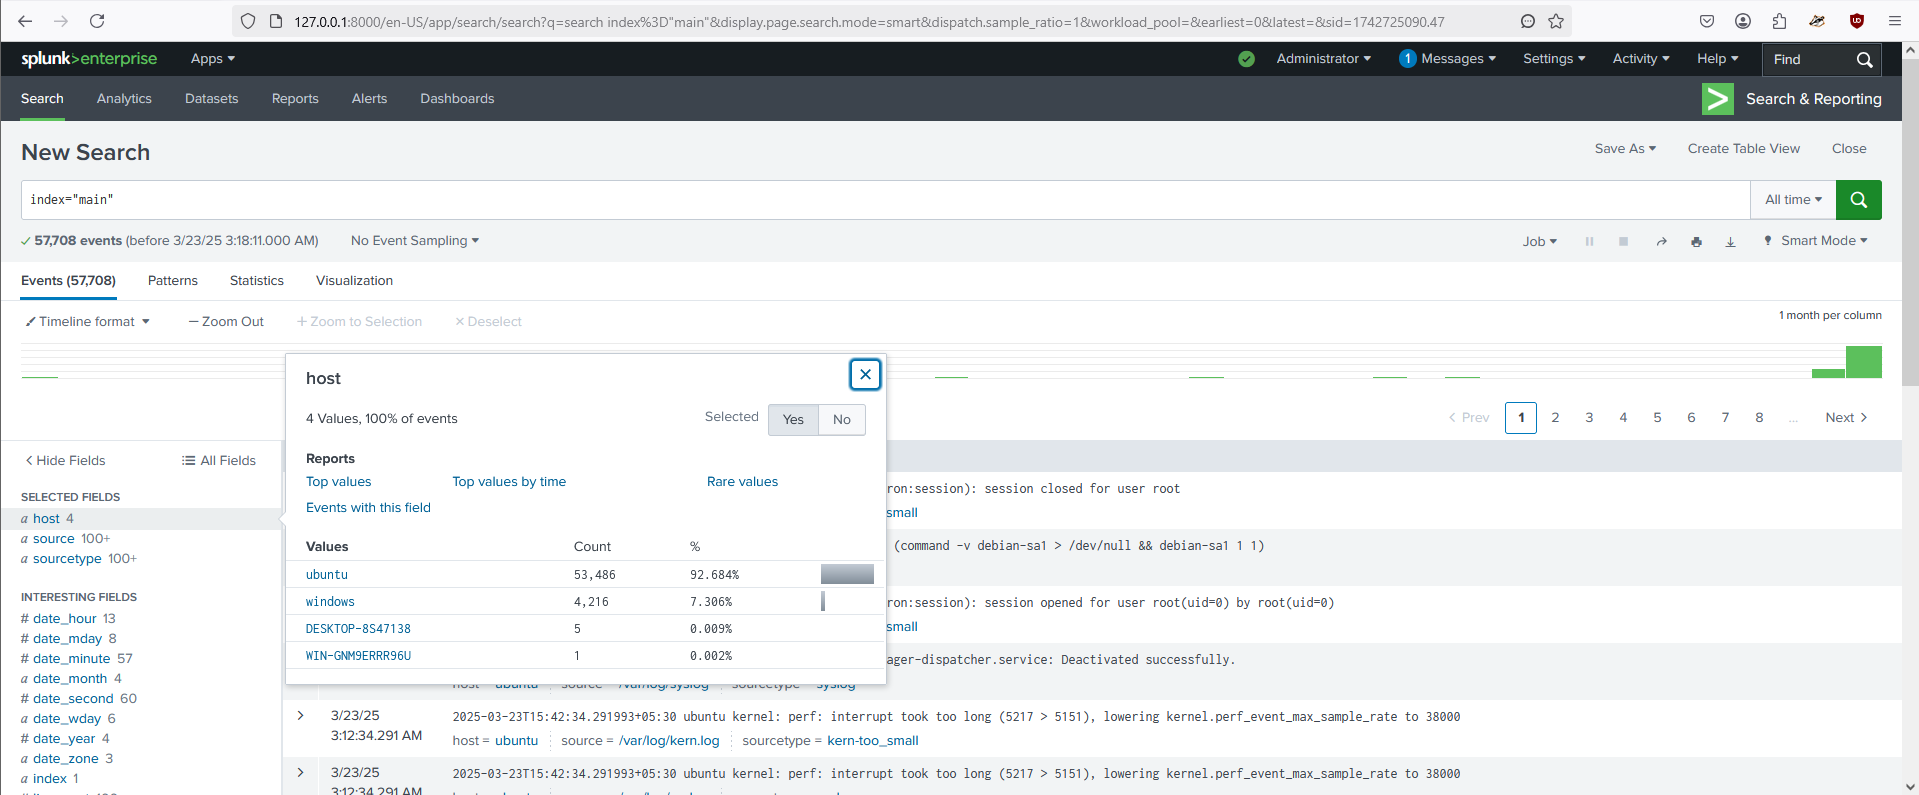 127.0.0.1:8000/en-US/app/search/search?q=search index%3D"main"&display.page.search.mode=smart&dispatch.sample_ratio=1&workload_pool=&earliest=0&latest=&sid=1742725090.47
splunk>enterprise Apps Administrator 1 Messages Settings Activity Help Find
Search Analytics Datasets Reports Alerts Dashboards Search & Reporting
New Search Save As Create Table View Close
index="main" All time
57,708 events (before 3/23/25 3:18:11.000 AM) No Event Sampling Job Smart Mode
Events (57,708) Patterns Statistics Visualization
Timeline format — Zoom Out + Zoom to Selection × Deselect 1 month per column
host
4 Values, 100% of events Selected Yes No
Reports
Top values Top values by time Rare values
Events with this field
Values Count %
ubuntu 53,486 92.684%
windows 4,216 7.306%
DESKTOP-8S47138 5 0.009%
WIN-GNM9ERRR96U 1 0.002%
< Prev 1 2 3 4 5 6 7 8 ... Next >
< Hide Fields All Fields
SELECTED FIELDS
a host 4
a source 100+
a sourcetype 100+
INTERESTING FIELDS
# date_hour 13
# date_mday 8
# date_minute 57
a date_month 4
# date_second 60
a date_wday 6
# date_year 4
a date_zone 3
a index 1
ron:session): session closed for user root
small
(command -v debian-sa1 > /dev/null && debian-sa1 1 1)
ron:session): session opened for user root(uid=0) by root(uid=0)
small
ager-dispatcher.service: Deactivated successfully.
host = ubuntu source = /var/log/syslog sourcetype = syslog
3/23/25 2025-03-23T15:42:34.291993+05:30 ubuntu kernel: perf: interrupt took too long (5217 > 5151), lowering kernel.perf_event_max_sample_rate to 38000
3:12:34.291 AM host = ubuntu source = /var/log/kern.log sourcetype = kern-too_small
3/23/25 2025-03-23T15:42:34.291993+05:30 ubuntu kernel: perf: interrupt took too long (5217 > 5151), lowering kernel.perf_event_max_sample_rate to 38000
3:12:34.291 AM